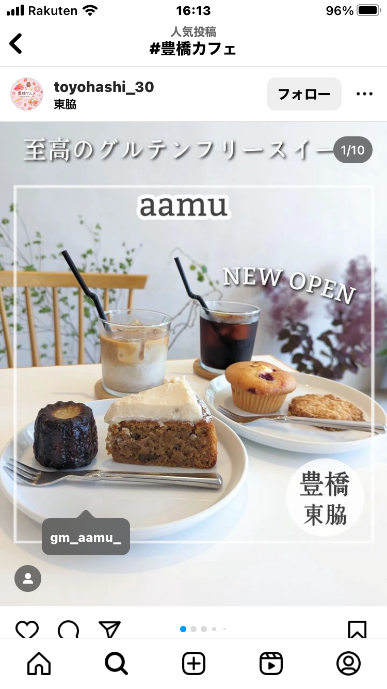 Rakuten
16:13
96%
人気投稿
#豊橋カフェ
toyohashi_30
東脇
フォロー
至高のグルテンフリースイー
1/10
aamu
NEW OPEN
豊橋
東脇
gm_aamu_